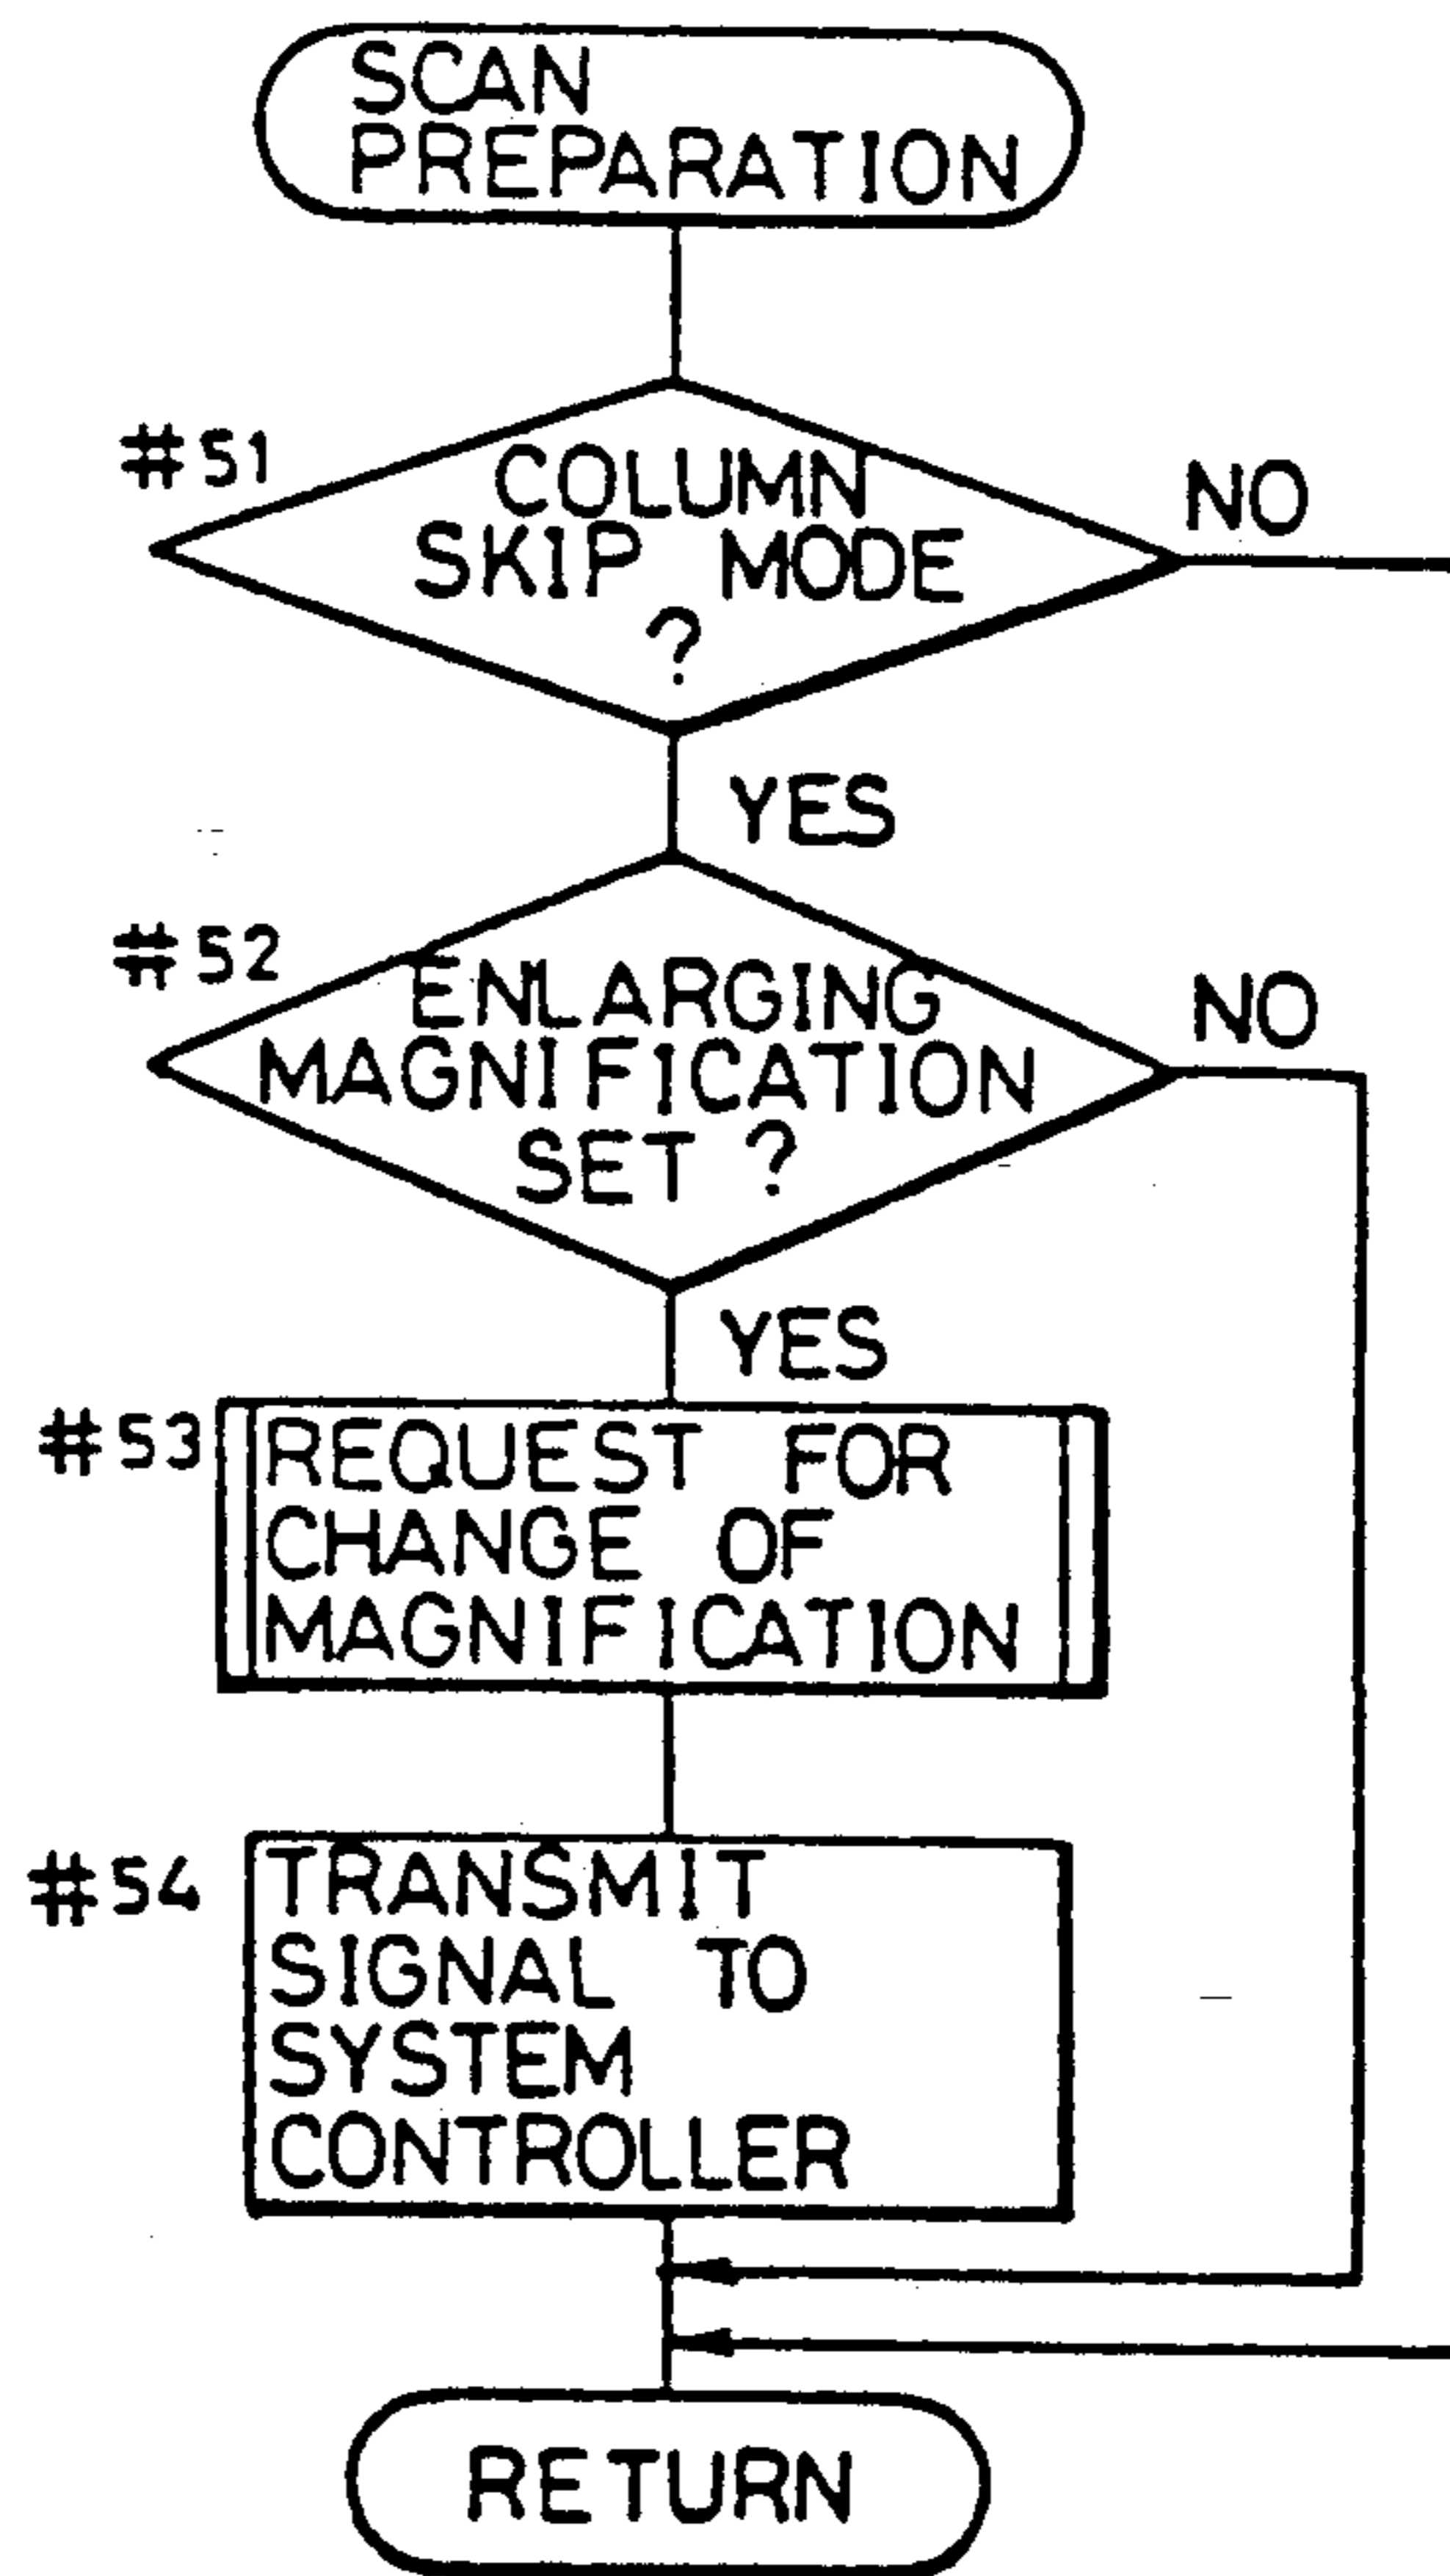 SCAN
PREPARATION
#51
COLUMN
SKIP MODE
?
NO
YES
#52
ENLARGING
MAGNIFICATION
SET ?
NO
YES
#53
REQUEST FOR
CHANGE OF
MAGNIFICATION
#54
TRANSMIT
SIGNAL TO
SYSTEM
CONTROLLER
RETURN